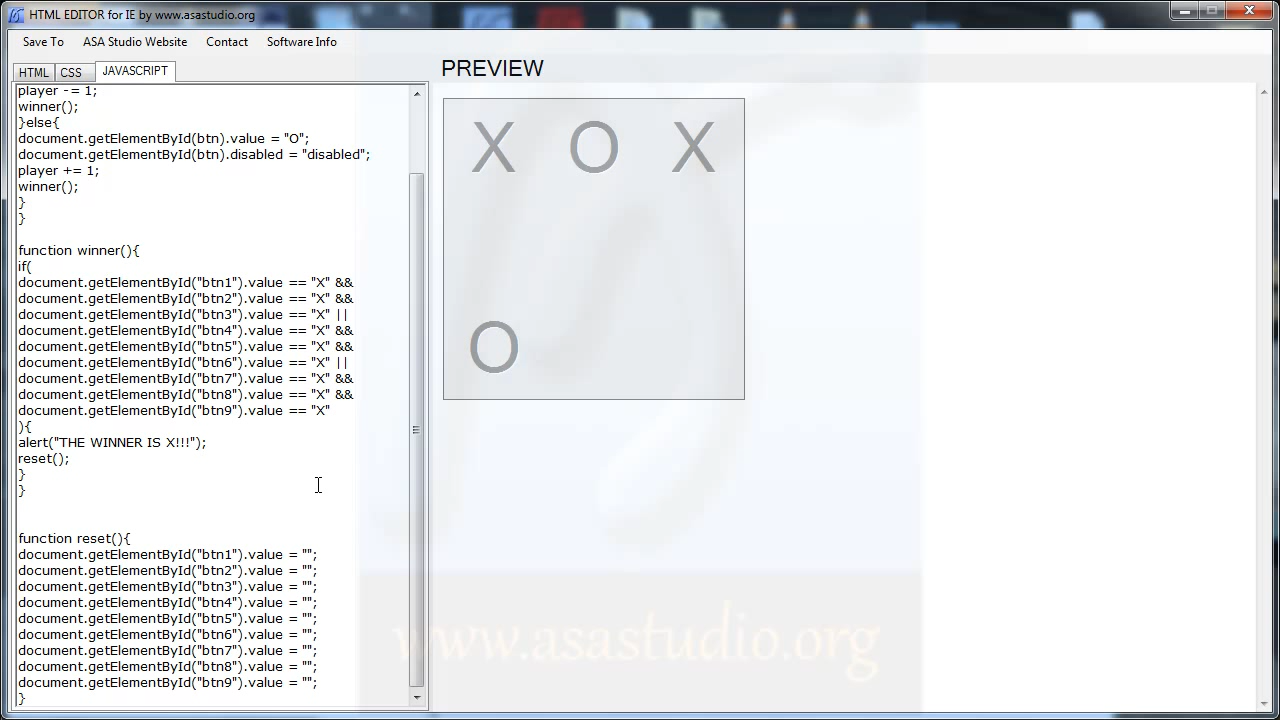 HTML EDITOR for IE by www.asastudio.org
Save To ASA Studio Website Contact Software Info
HTML CSS JAVASCRIPT
PREVIEW
player -= 1;
winner();
}else{
document.getElementById(btn).value = "O";
document.getElementById(btn).disabled = "disabled";
player += 1;
winner();
}
}
function winner(){
if(
document.getElementById("btn1").value == "X" &&
document.getElementById("btn2").value == "X" &&
document.getElementById("btn3").value == "X" ||
document.getElementById("btn4").value == "X" &&
document.getElementById("btn5").value == "X" &&
document.getElementById("btn6").value == "X" ||
document.getElementById("btn7").value == "X" &&
document.getElementById("btn8").value == "X" &&
document.getElementById("btn9").value == "X"
){
alert("THE WINNER IS X!!!");
reset();
}
}
function reset(){
document.getElementById("btn1").value = "";
document.getElementById("btn2").value = "";
document.getElementById("btn3").value = "";
document.getElementById("btn4").value = "";
document.getElementById("btn5").value = "";
document.getElementById("btn6").value = "";
document.getElementById("btn7").value = "";
document.getElementById("btn8").value = "";
document.getElementById("btn9").value = "";
}
X O X
O
www.asastudio.org